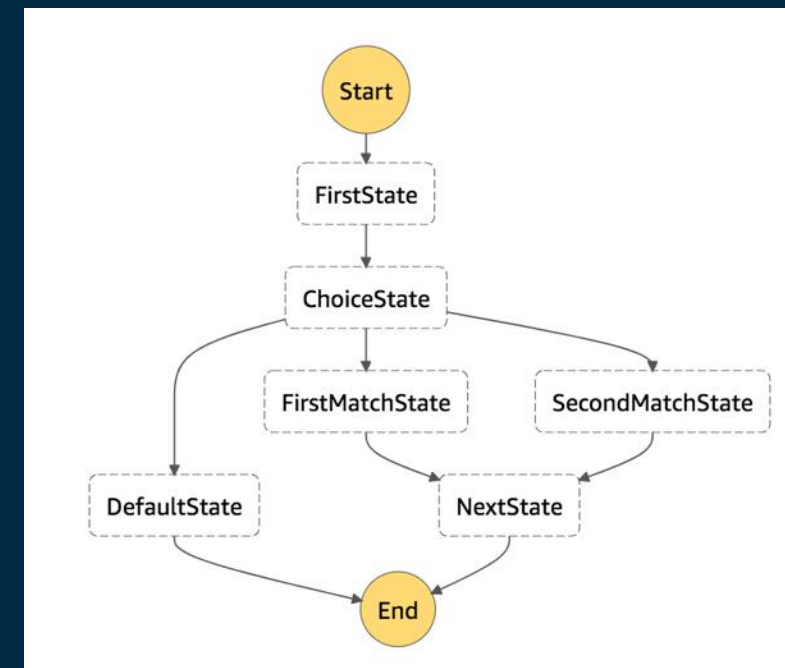 Start
FirstState
ChoiceState
FirstMatchState
SecondMatchState
DefaultState
NextState
End